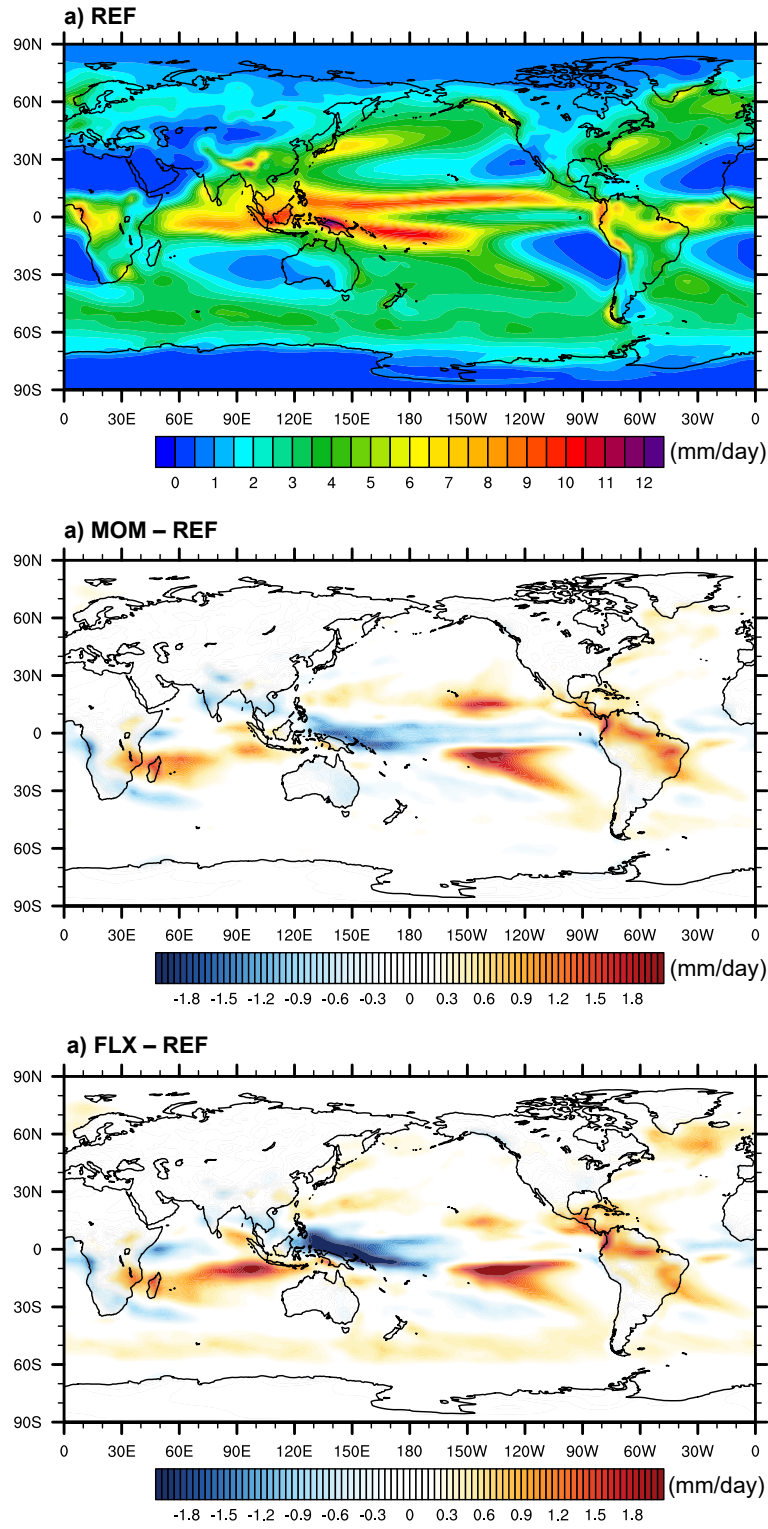 a) REF
90N
60N
30N
0
30S
60S
90S
0 30E 60E 90E 120E 150E 180 150W 120W 90W 60W 30W 0
0 1 2 3 4 5 6 7 8 9 10 11 12 (mm/day)
a) MOM – REF
90N
60N
30N
0
30S
60S
90S
0 30E 60E 90E 120E 150E 180 150W 120W 90W 60W 30W 0
-1.8 -1.5 -1.2 -0.9 -0.6 -0.3 0 0.3 0.6 0.9 1.2 1.5 1.8 (mm/day)
a) FLX – REF
90N
60N
30N
0
30S
60S
90S
0 30E 60E 90E 120E 150E 180 150W 120W 90W 60W 30W 0
-1.8 -1.5 -1.2 -0.9 -0.6 -0.3 0 0.3 0.6 0.9 1.2 1.5 1.8 (mm/day)